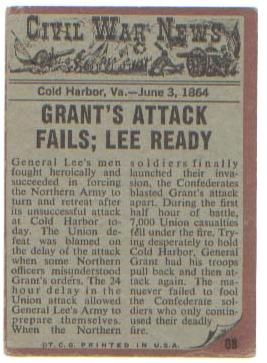 CIVIL WAR NEWS
Cold Harbor, Va.—June 3, 1864
GRANT'S ATTACK
FAILS; LEE READY
General Lee's men
fought heroically and
succeeded in forcing
the Northern Army to
turn and retreat after
its unsuccessful attack
at Cold Harbor to-
day. The Union de-
feat was blamed on
the delay of the attack
when some Northern
officers misunderstood
Grant's orders. The 24
hour delay in the
Union attack allowed
General Lee's Army to
prepare themselves.
When the Northern
soldiers finally
launched their inva-
sion, the Confederates
blasted Grant's attack
apart. During the first
half hour of battle,
7,000 Union casualties
fell under the fire. Try-
ing desperately to hold
Cold Harbor, General
Grant had his troops
pull back and then at-
tack again. The ma-
neuver failed to fool
the Confederate sol-
diers who only contin-
ued their deadly
fire.
©T.C.G. PRINTED IN U.S.A.